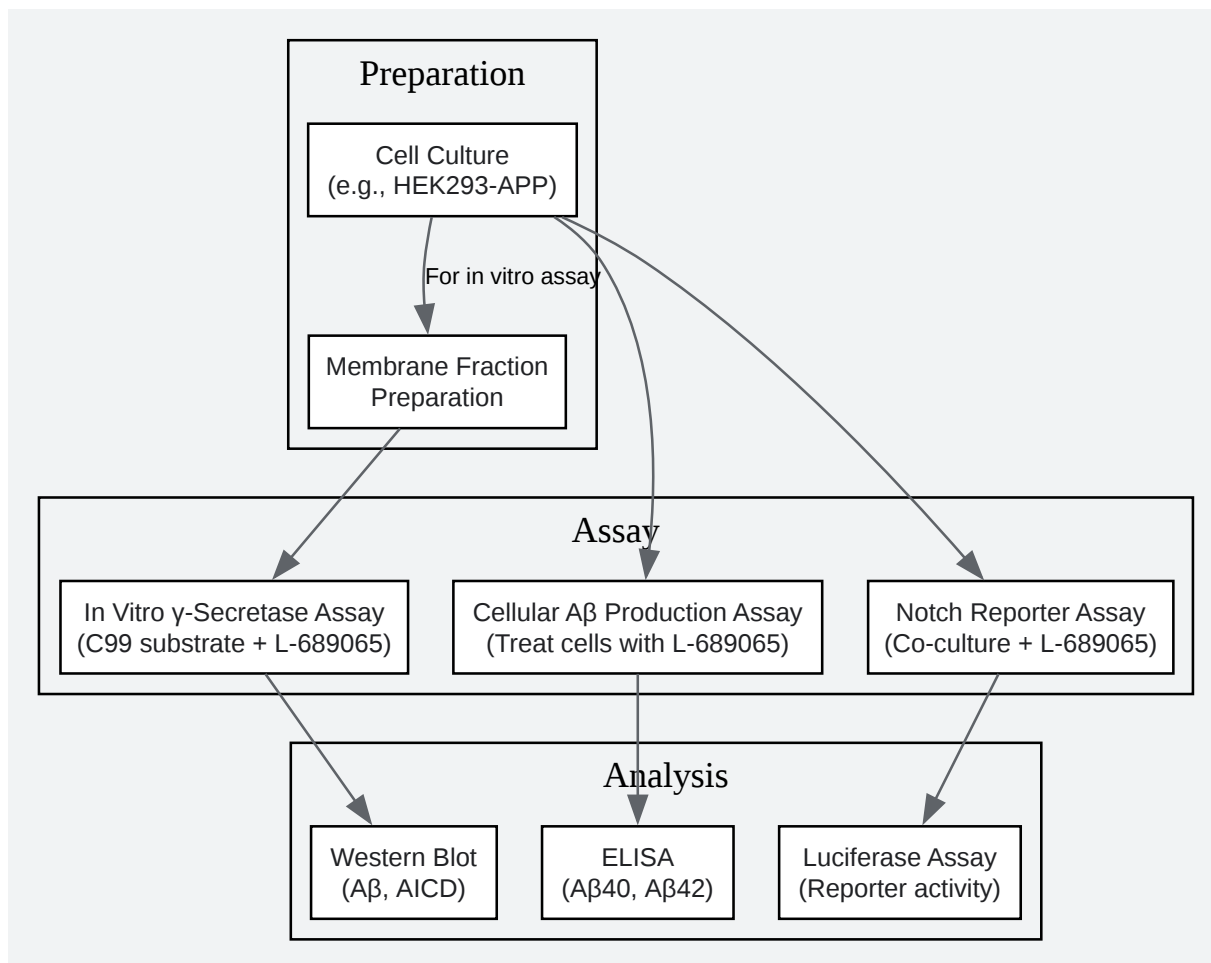 Preparation
Cell Culture
(e.g., HEK293-APP)
For in vitro assay
Membrane Fraction
Preparation
Assay
In Vitro γ-Secretase Assay
(C99 substrate + L-689065)
Cellular Aβ Production Assay
(Treat cells with L-689065)
Notch Reporter Assay
(Co-culture + L-689065)
Analysis
Western Blot
(Aβ, AICD)
ELISA
(Aβ40, Aβ42)
Luciferase Assay
(Reporter activity)